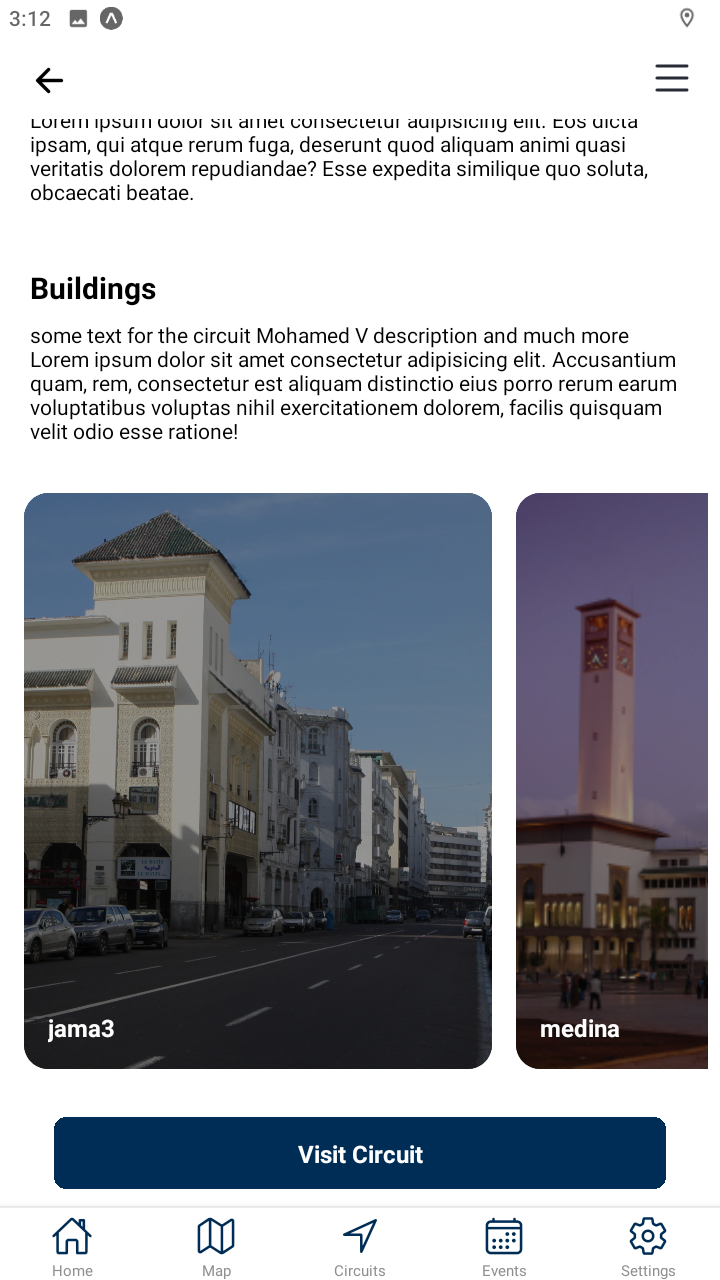 3:12
Lorem ipsum dolor sit amet consectetur adipisicing elit. Eos dicta
ipsam, qui atque rerum fuga, deserunt quod aliquam animi quasi
veritatis dolorem repudiandae? Esse expedita similique quo soluta,
obcaecati beatae.
Buildings
some text for the circuit Mohamed V description and much more
Lorem ipsum dolor sit amet consectetur adipisicing elit. Accusantium
quam, rem, consectetur est aliquam distinctio eius porro rerum earum
voluptatibus voluptas nihil exercitationem dolorem, facilis quisquam
velit odio esse ratione!
LE MATIN
jama3
medina
Visit Circuit
Home
Map
Circuits
Events
Settings